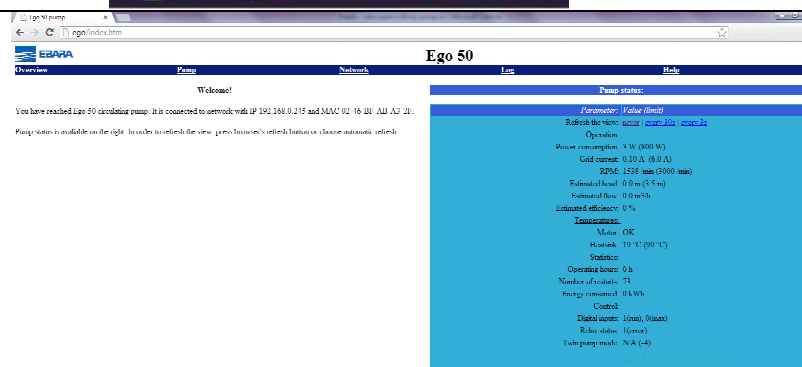 Ego 50 pump
ego/index.htm
EBARA
Ego 50
Overview Pump Network Log Help
Welcome!
You have reached Ego 50 circulating pump. It is connected to network with IP 192.168.0.245 and MAC 02-46-BF-AB-A3-2F.
Pump status is available on the right. In order to refresh the view, press browser's refresh button or choose automatic refresh.
Pump status:
Parameter: Value (limit)
Refresh the view: never | every 30s | every 3s
Operation
Power consumption: 3 W (800 W)
Grid current: 0.10 A (6.0 A)
RPM: 1538 /min (3000 /min)
Estimated head: 0.0 m (3.5 m)
Estimated flow: 0.0 m3/h
Estimated efficiency: 0 %
Temperatures:
Motor: OK
Heatsink: 19 °C (90 °C)
Statistics:
Operating hours: 0 h
Number of restarts: 73
Energy consumed: 0 kWh
Control:
Digital inputs: 1(run); 0(max)
Relay status: 1(error)
Twin pump mode: N/A (-4)